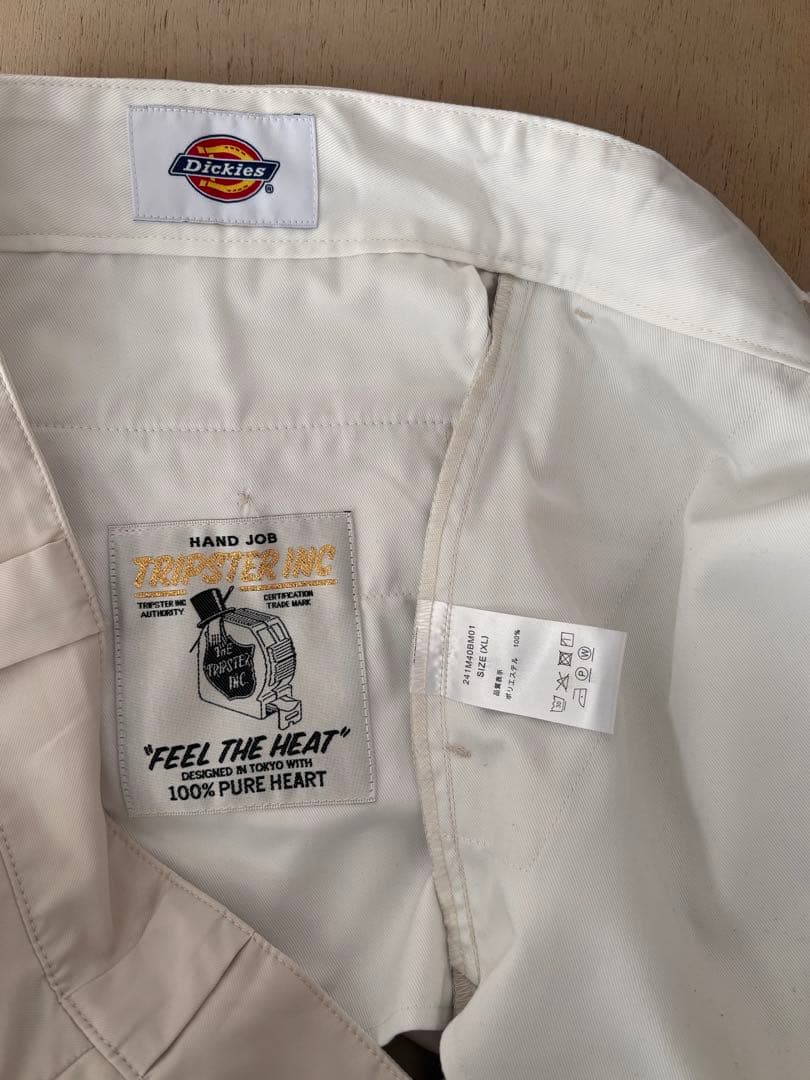 Dickies
®
HAND JOB
TRIPSTER INC
TRIPSTER INC
AUTHORITY
CERTIFICATION
TRADE MARK
THE
TRIPSTER
INC
"FEEL THE HEAT"
DESIGNED IN TOKYO WITH
100% PURE HEART
241M40BM01
SIZE (XL)
品質表示
ポリエステル 100%
30
P
W